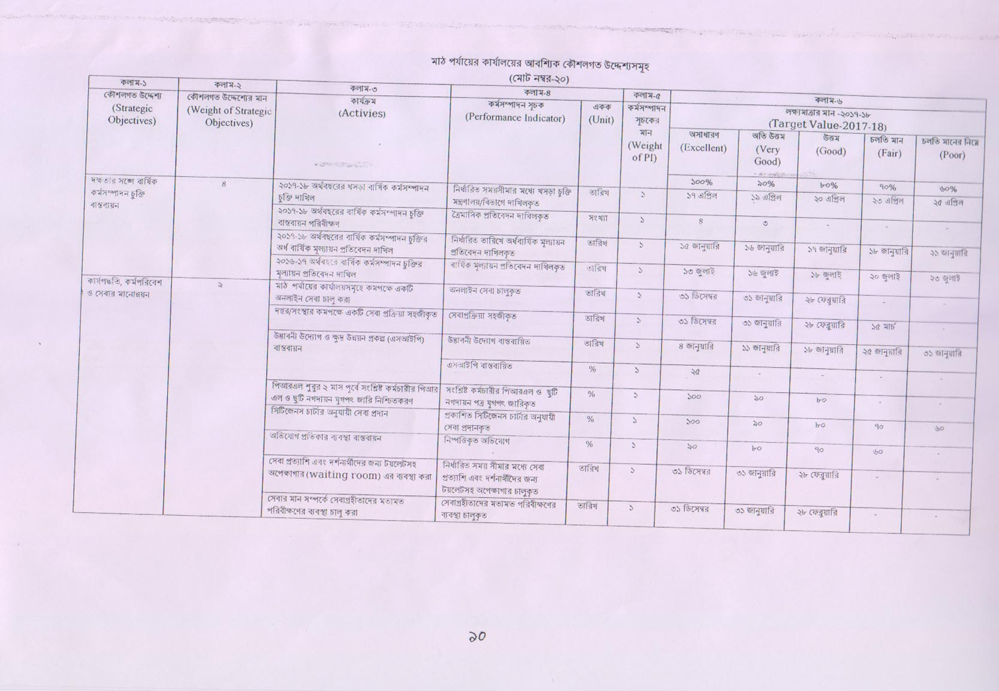 মাঠ পর্যায়ের কার্যালয়ের আবশ্যিক কৌশলগত উদ্দেশ্যসমূহ
(মোট নম্বর-২০)
কলাম-১ কলাম-২ কলাম-৩ কলাম-৪ কলাম-৫ কলাম-৬
কৌশলগত উদ্দেশ্য
(Strategic
Objectives)
কৌশলগত উদ্দেশ্যের মান
(Weight of Strategic
Objectives)
কার্যক্রম
(Activies)
কর্মসম্পাদন সূচক
(Performance Indicator)
একক
(Unit)
কর্মসম্পাদন
সূচকের
মান
(Weight
of PI)
লক্ষ্যমাত্রার মান -২০১৭-১৮
(Target Value-2017-18)
অসাধারণ
(Excellent)
অতি উত্তম
(Very
Good)
উত্তম
(Good)
চলতি মান
(Fair)
চলতি মানের নিম্নে
(Poor)
১০০% ৯০% ৮০% ৭০% ৬০%
দক্ষতার সঙ্গে বার্ষিক
কর্মসম্পাদন চুক্তি
বাস্তবায়ন
৪
২০১৭-১৮ অর্থবছরের খসড়া বার্ষিক কর্মসম্পাদন
চুক্তি দাখিল
নির্ধারিত সময়সীমার মধ্যে খসড়া চুক্তি
মন্ত্রণালয়/বিভাগে দাখিলকৃত
তারিখ ১ ১৭ এপ্রিল ১৯ এপ্রিল ২০ এপ্রিল ২৩ এপ্রিল ২৫ এপ্রিল
২০১৭-১৮ অর্থবছরের বার্ষিক কর্মসম্পাদন চুক্তি
বাস্তবায়ন পরিবীক্ষণ
ত্রৈমাসিক প্রতিবেদন দাখিলকৃত
সংখ্যা ১ ৪ ৩ - - -
২০১৭-১৮ অর্থবছরের বার্ষিক কর্মসম্পাদন চুক্তির
অর্ধ বার্ষিক মূল্যায়ন প্রতিবেদন দাখিল
নির্ধারিত তারিখে অর্ধবার্ষিক মূল্যায়ন
প্রতিবেদন দাখিলকৃত
তারিখ ১ ১৫ জানুয়ারি ১৬ জানুয়ারি ১৭ জানুয়ারি ১৮ জানুয়ারি ২১ জানুয়ারি
২০১৬-১৭ অর্থবছরে বার্ষিক কর্মসম্পাদন চুক্তির
মূল্যায়ন প্রতিবেদন দাখিল
বার্ষিক মূল্যায়ন প্রতিবেদন দাখিলকৃত
তারিখ ১ ১৩ জুলাই ১৬ জুলাই ১৮ জুলাই ২০ জুলাই ২৩ জুলাই
কার্যপদ্ধতি, কর্মপরিবেশ
ও সেবার মানোন্নয়ন
৯
মাঠ পর্যায়ের কার্যালয়সমূহে কমপক্ষে একটি
অনলাইন সেবা চালু করা
অনলাইন সেবা চালুকৃত
তারিখ ১ ৩১ ডিসেম্বর ৩১ জানুয়ারি ২৮ ফেব্রুয়ারি - -
দপ্তর/সংস্থার কমপক্ষে একটি সেবা প্রক্রিয়া সহজীকৃত
সেবাপ্রক্রিয়া সহজীকৃত
তারিখ ১ ৩১ ডিসেম্বর ৩১ জানুয়ারি ২৮ ফেব্রুয়ারি ১৫ মার্চ -
উদ্ভাবনী উদ্যোগ ও ক্ষুদ্র উন্নয়ন প্রকল্প (এসআইপি)
বাস্তবায়ন
উদ্ভাবনী উদ্যোগ বাস্তবায়িত
তারিখ ১ ৪ জানুয়ারি ১১ জানুয়ারি ১৮ জানুয়ারি ২৫ জানুয়ারি ৩১ জানুয়ারি
এসআইপি বাস্তবায়িত
% ১ ২৫ - - - -
পিআরএল শুরুর ২ মাস পূর্বে সংশ্লিষ্ট কর্মচারীর পিআর
এল ও ছুটি নগদায়ন যুগপৎ জারি নিশ্চিতকরণ
সংশ্লিষ্ট কর্মচারীর পিআরএল ও ছুটি
নগদায়ন পত্র যুগপৎ জারিকৃত
% ১ ১০০ ৯০ ৮০ - -
সিটিজেনস চার্টার অনুযায়ী সেবা প্রদান
প্রকাশিত সিটিজেনস চার্টার অনুযায়ী
সেবা প্রদানকৃত
% ১ ১০০ ৯০ ৮০ ৭০ ৬০
অভিযোগ প্রতিকার ব্যবস্থা বাস্তবায়ন
নিষ্পত্তিকৃত অভিযোগ
% ১ ৯০ ৮০ ৭০ ৬০ -
সেবা প্রত্যাশি এবং দর্শনার্থীদের জন্য টয়লেটসহ
অপেক্ষাগার (waiting room) এর ব্যবস্থা করা
নির্ধারিত সময় সীমার মধ্যে সেবা
প্রত্যাশি এবং দর্শনার্থীদের জন্য
টয়লেটসহ অপেক্ষাগার চালুকৃত
তারিখ ১ ৩১ ডিসেম্বর ৩১ জানুয়ারি ২৮ ফেব্রুয়ারি - -
সেবার মান সম্পর্কে সেবাগ্রহীতাদের মতামত
পরিবীক্ষণের ব্যবস্থা চালু করা
সেবাগ্রহীতাদের মতামত পরিবীক্ষণের
ব্যবস্থা চালুকৃত
তারিখ ১ ৩১ ডিসেম্বর ৩১ জানুয়ারি ২৮ ফেব্রুয়ারি - -
১০